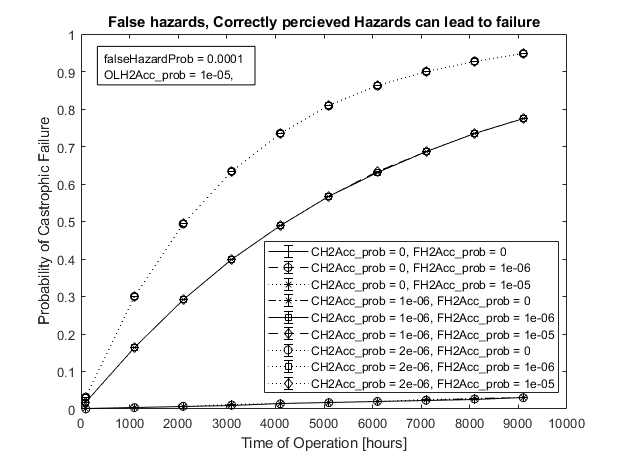 False hazards, Correctly percieved Hazards can lead to failure
falseHazardProb = 0.0001
OLH2Acc_prob = 1e-05,
Probability of Castrophic Failure
1
0.9
0.8
0.7
0.6
0.5
0.4
0.3
0.2
0.1
0
CH2Acc_prob = 0, FH2Acc_prob = 0
CH2Acc_prob = 0, FH2Acc_prob = 1e-06
CH2Acc_prob = 0, FH2Acc_prob = 1e-05
CH2Acc_prob = 1e-06, FH2Acc_prob = 0
CH2Acc_prob = 1e-06, FH2Acc_prob = 1e-06
CH2Acc_prob = 1e-06, FH2Acc_prob = 1e-05
CH2Acc_prob = 2e-06, FH2Acc_prob = 0
CH2Acc_prob = 2e-06, FH2Acc_prob = 1e-06
CH2Acc_prob = 2e-06, FH2Acc_prob = 1e-05
0 1000 2000 3000 4000 5000 6000 7000 8000 9000 10000
Time of Operation [hours]